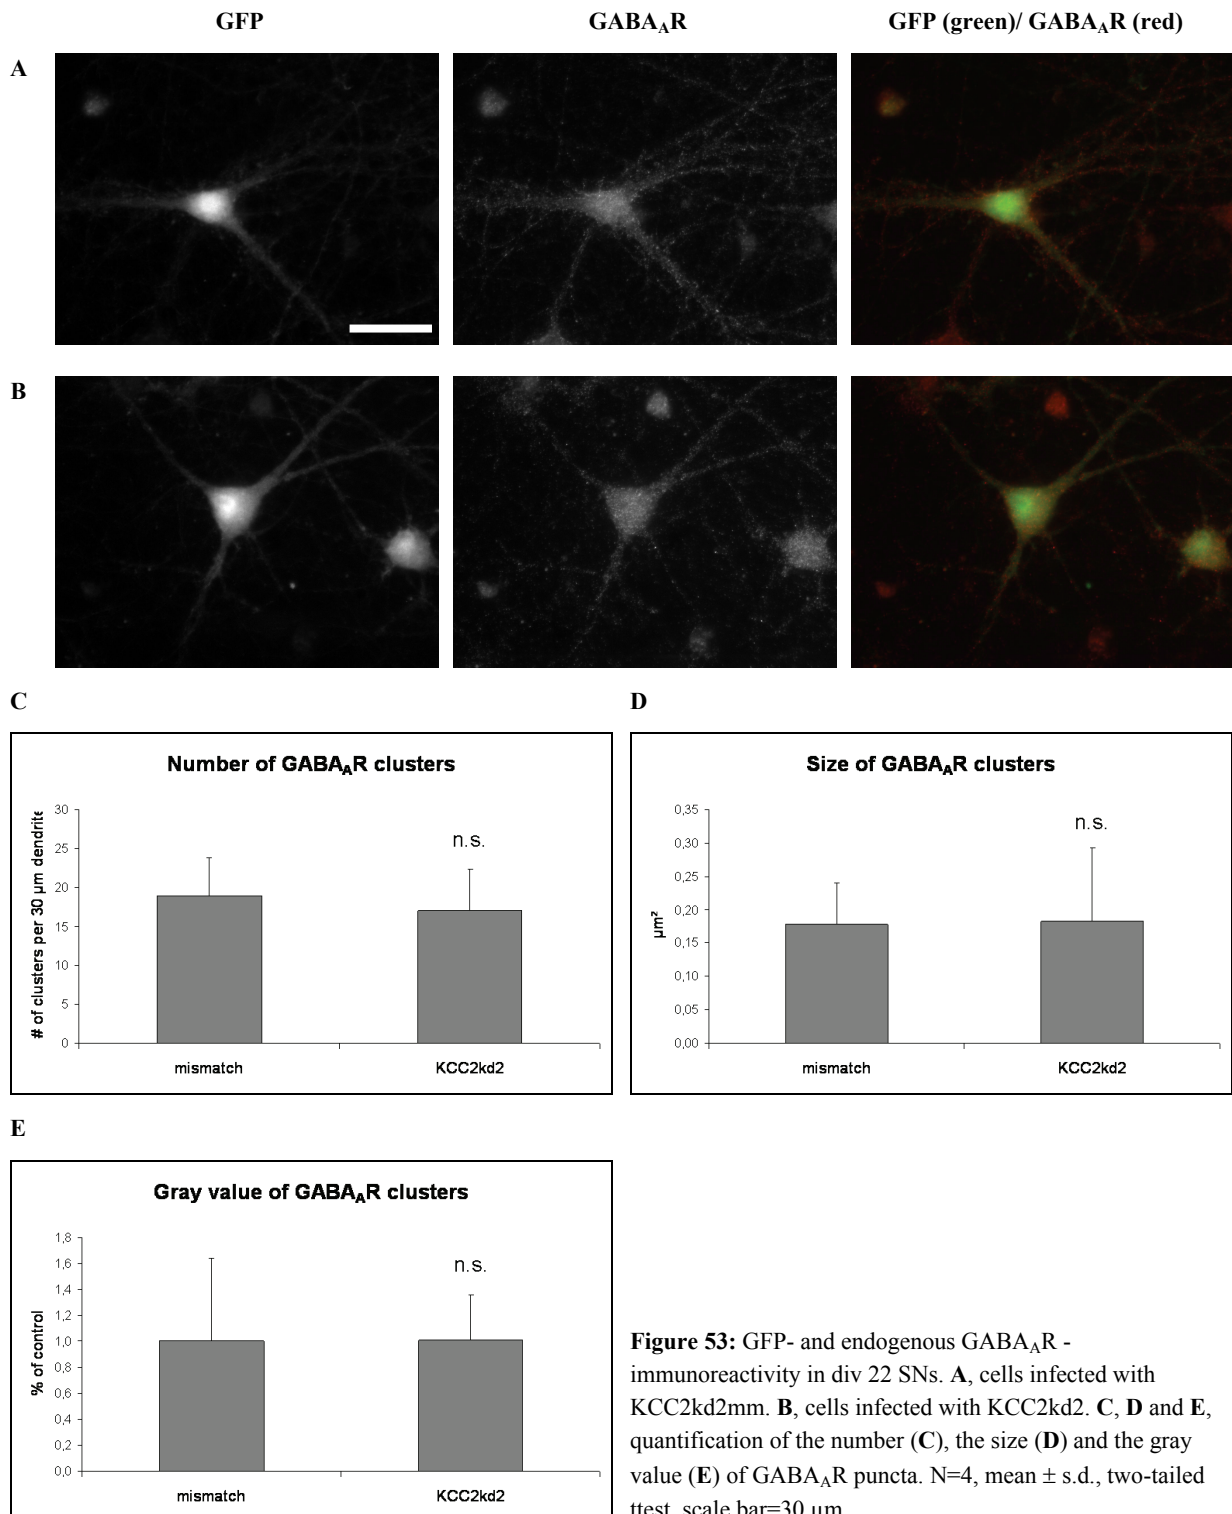 GFP GABAAR GFP (green)/ GABAAR (red)
A
B
C
D
Number of GABAAR clusters
# of clusters per 30 µm dendrite
30
25
20
15
10
5
0
n.s.
mismatch KCC2kd2
Size of GABAAR clusters
µm²
0,35
0,30
0,25
0,20
0,15
0,10
0,05
0,00
n.s.
mismatch KCC2kd2
E
Gray value of GABAAR clusters
% of control
1,8
1,6
1,4
1,2
1,0
0,8
0,6
0,4
0,2
0,0
n.s.
mismatch KCC2kd2
Figure 53: GFP- and endogenous GABAAR -
immunoreactivity in div 22 SNs. A, cells infected with
KCC2kd2mm. B, cells infected with KCC2kd2. C, D and E,
quantification of the number (C), the size (D) and the gray
value (E) of GABAAR puncta. N=4, mean ± s.d., two-tailed
ttest, scale bar=30 µm